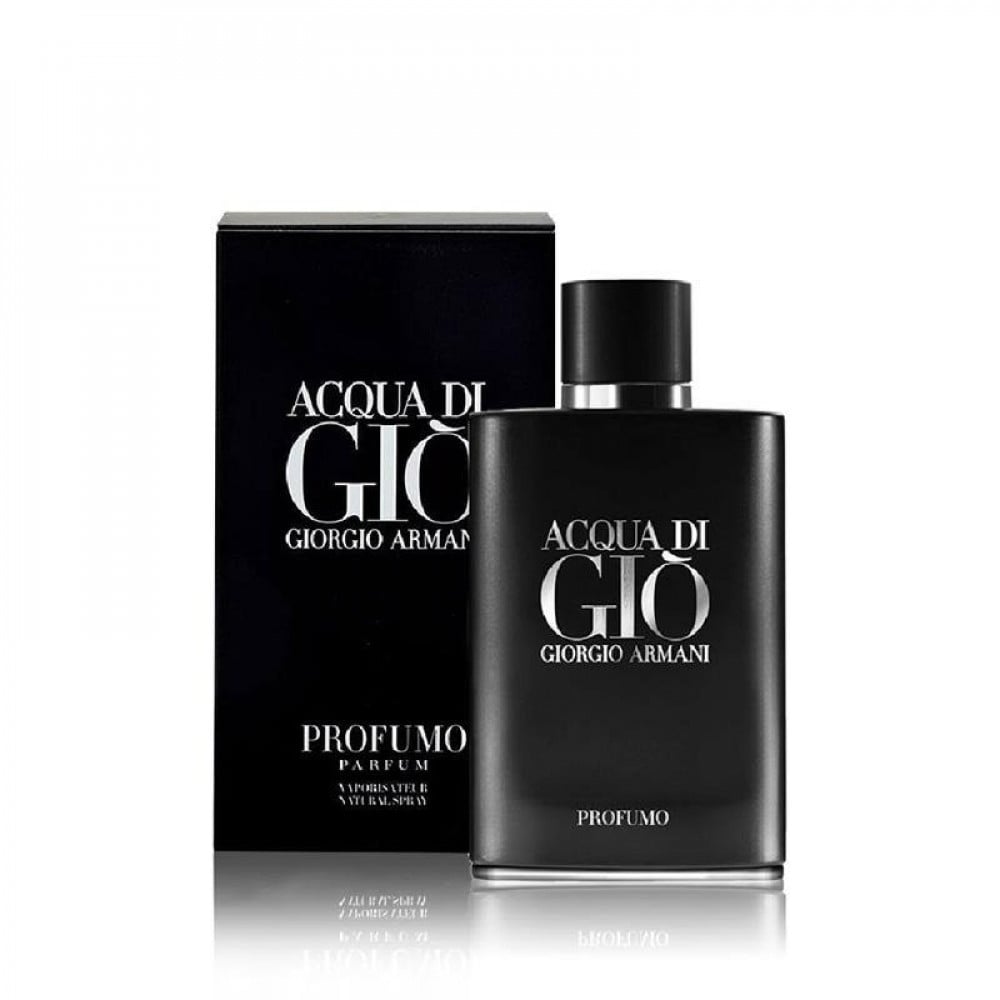 ACQUA DI
GIÒ
GIORGIO ARMANI
PROFUMO
PARFUM
VAPORISATEUR
NATURAL SPRAY
ACQUA DI
GIÒ
GIORGIO ARMANI
PROFUMO